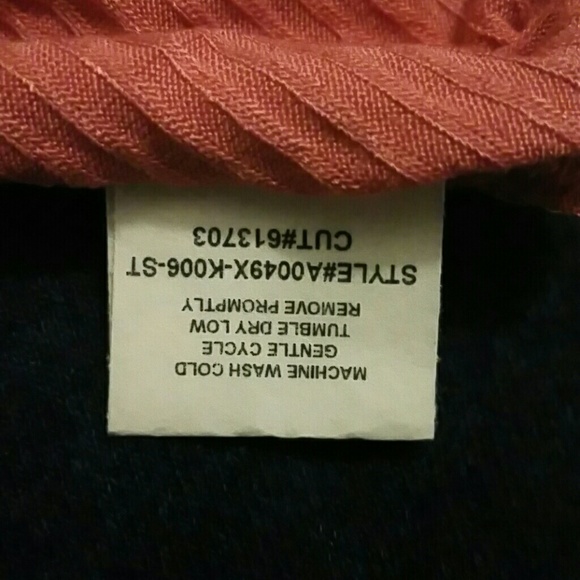 MACHINE WASH COLD
GENTLE CYCLE
TUMBLE DRY LOW
REMOVE PROMPTLY
STYLE#A0049X-K006-ST
CUT#613703